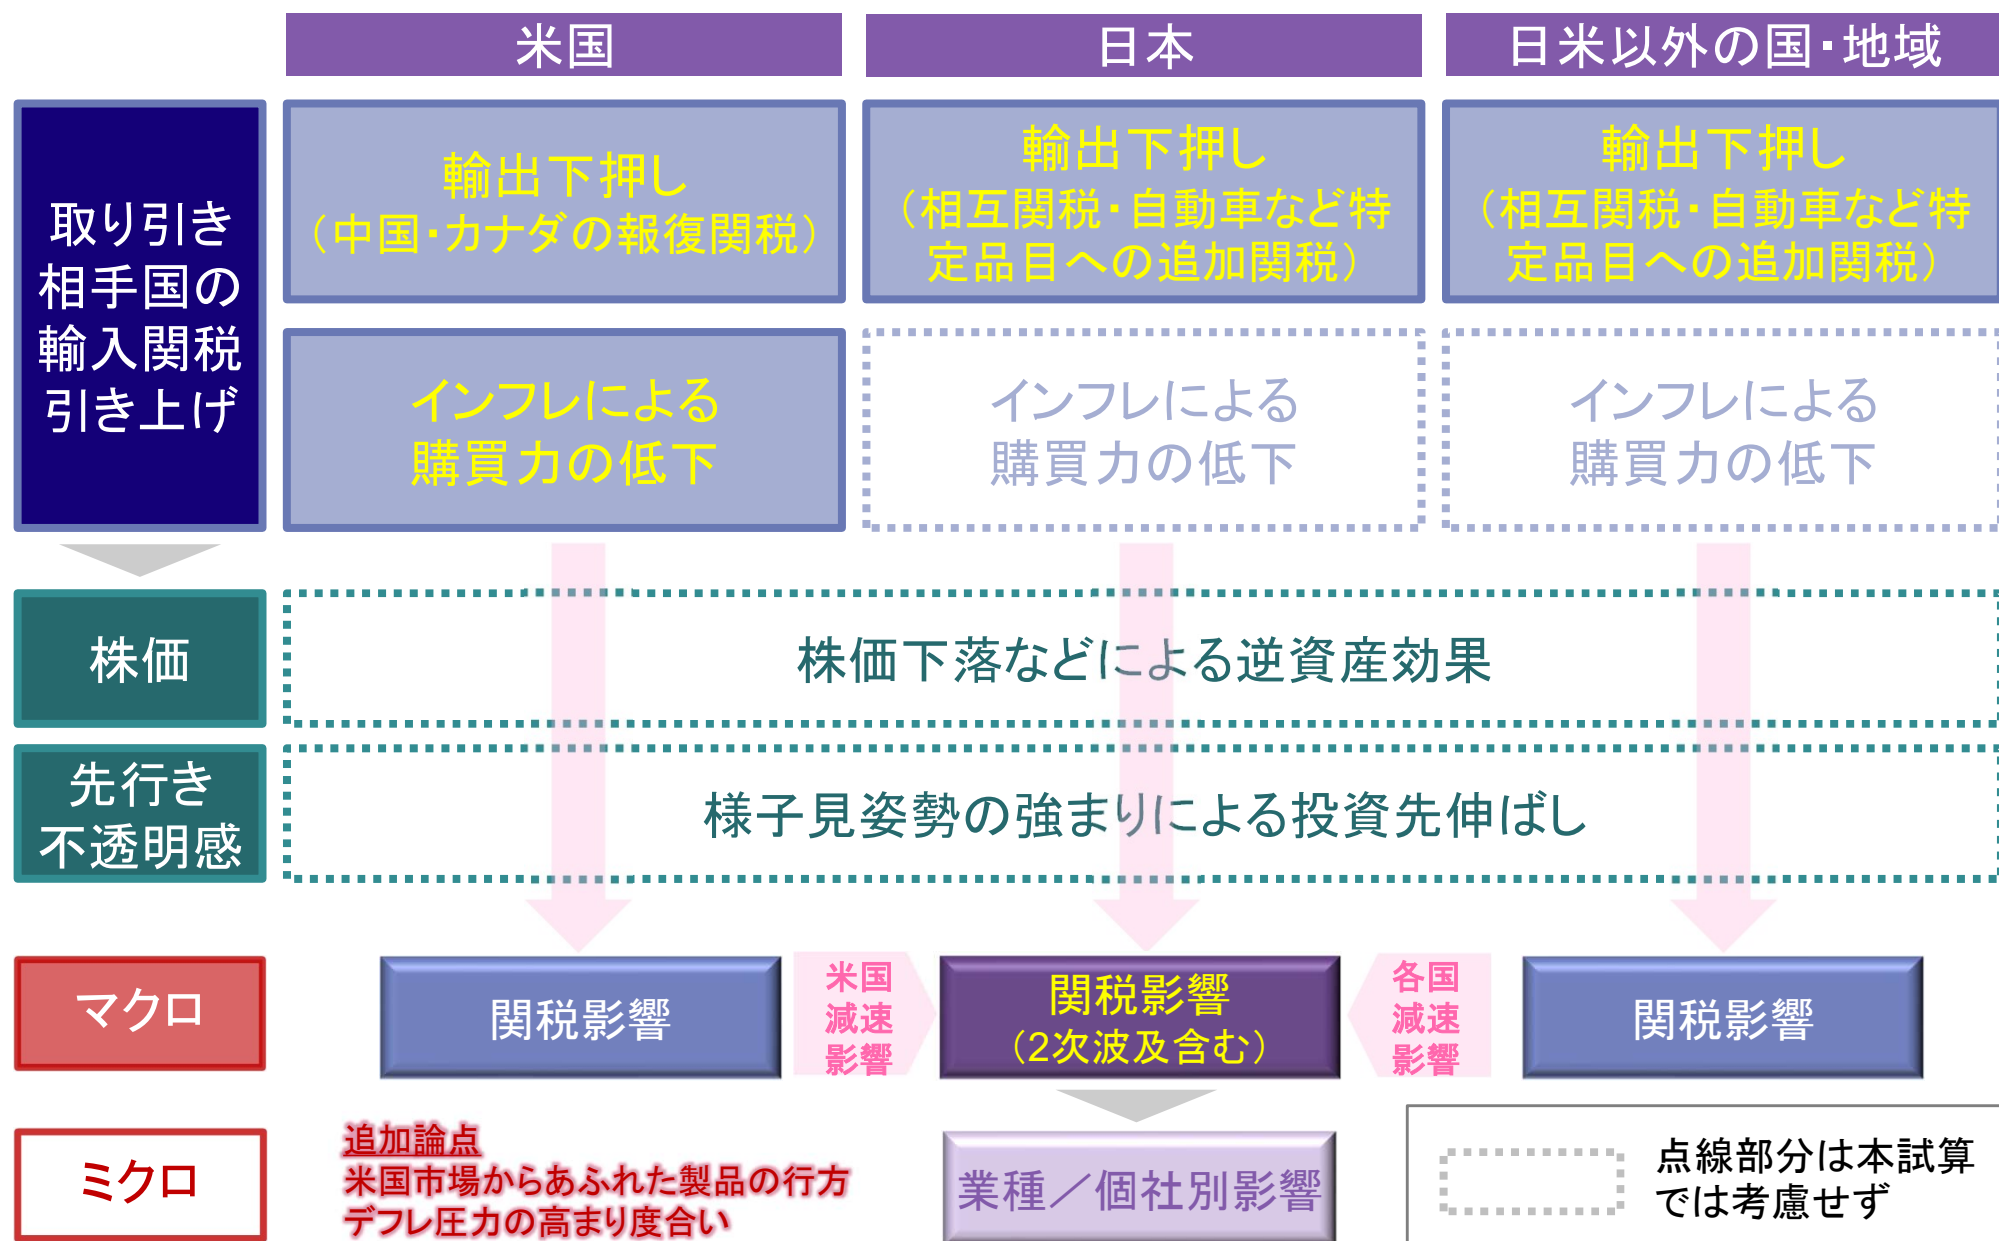 米国
日本
日米以外の国・地域
取り引き
相手国の
輸入関税
引き上げ
輸出下押し
（中国・カナダの報復関税）
輸出下押し
（相互関税・自動車など特
定品目への追加関税）
輸出下押し
（相互関税・自動車など特
定品目への追加関税）
インフレによる
購買力の低下
インフレによる
購買力の低下
インフレによる
購買力の低下
株価
株価下落などによる逆資産効果
先行き
不透明感
様子見姿勢の強まりによる投資先伸ばし
マクロ
関税影響
米国
減速
影響
関税影響
（2次波及含む）
各国
減速
影響
関税影響
ミクロ
追加論点
米国市場からあふれた製品の行方
デフレ圧力の高まり度合い
業種／個社別影響
点線部分は本試算
では考慮せず